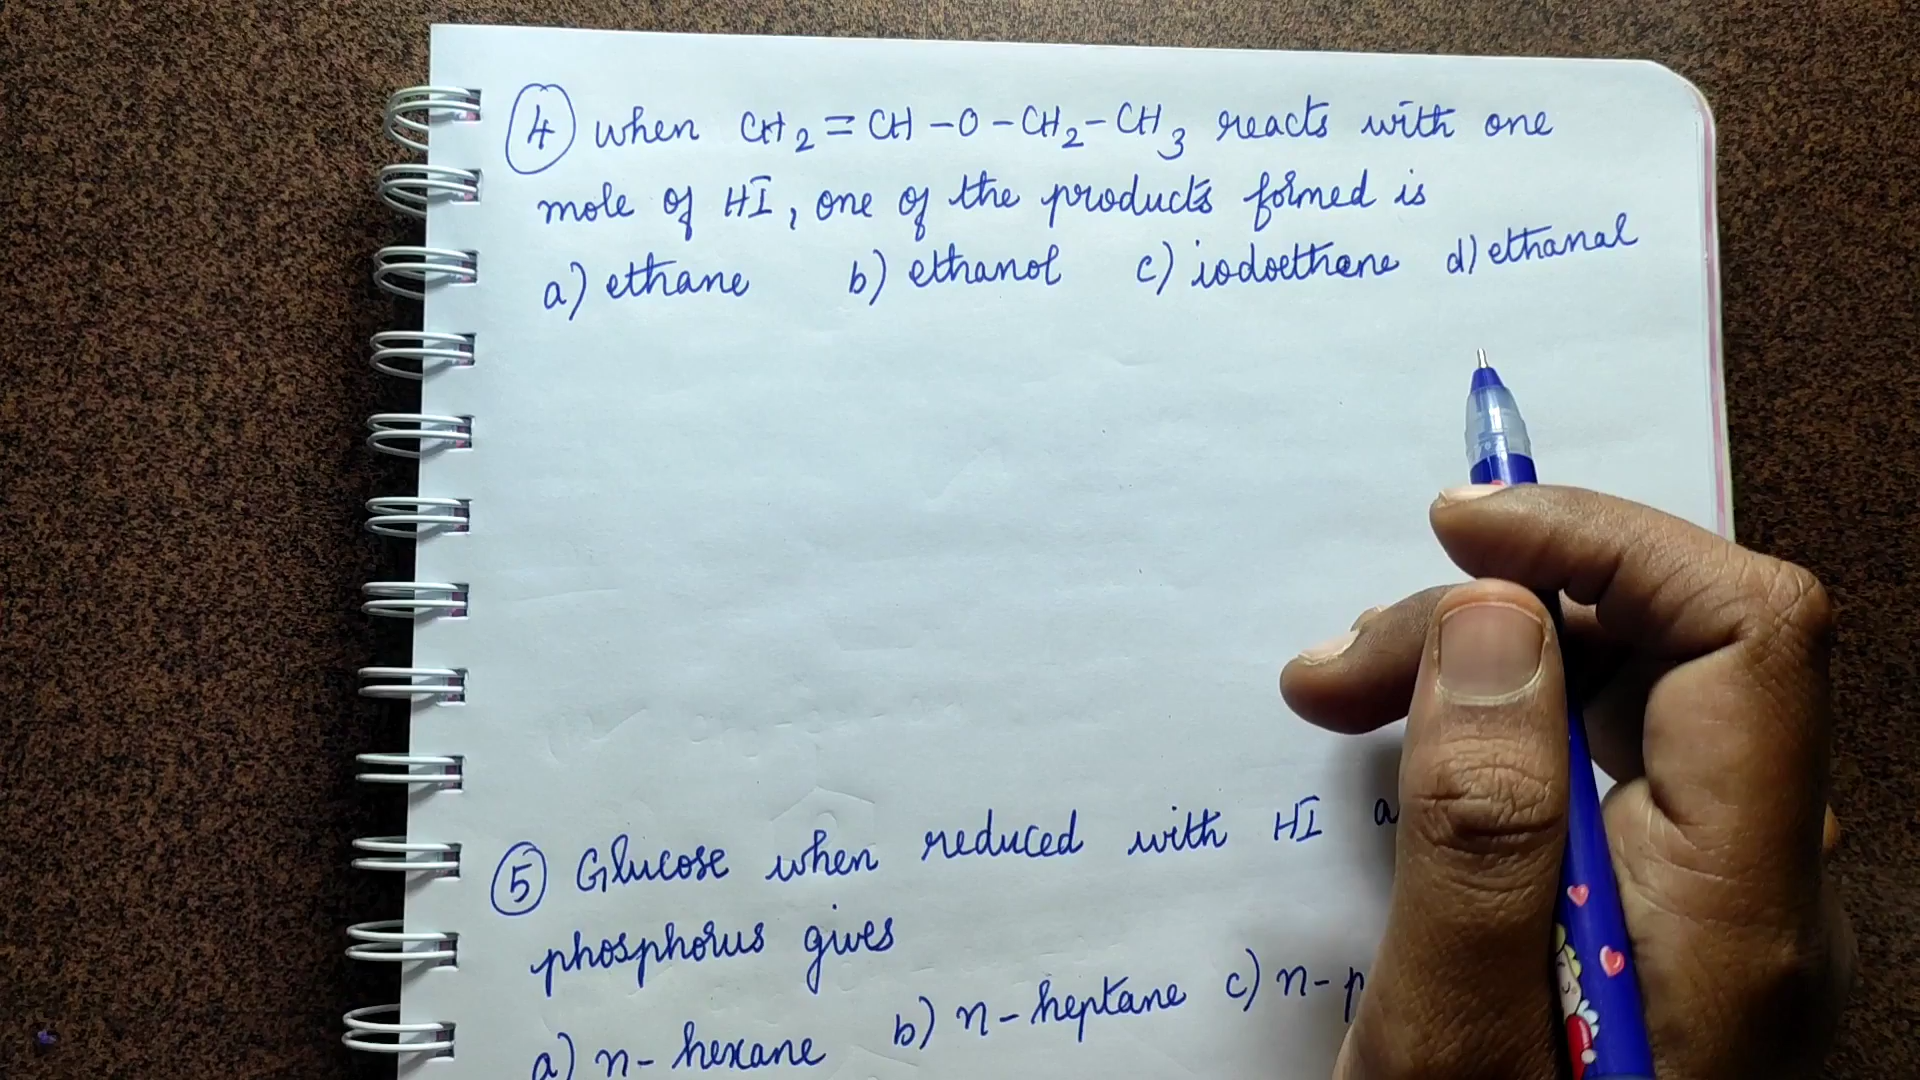 4 when CH2=CH-O-CH2-CH3 reacts with one
mole of HI, one of the products formed is
a) ethane b) ethanol c) iodoethene d) ethanal
5 Glucose when reduced with HI
phosphorus gives
a) n-hexane b) n-heptane c) n-p